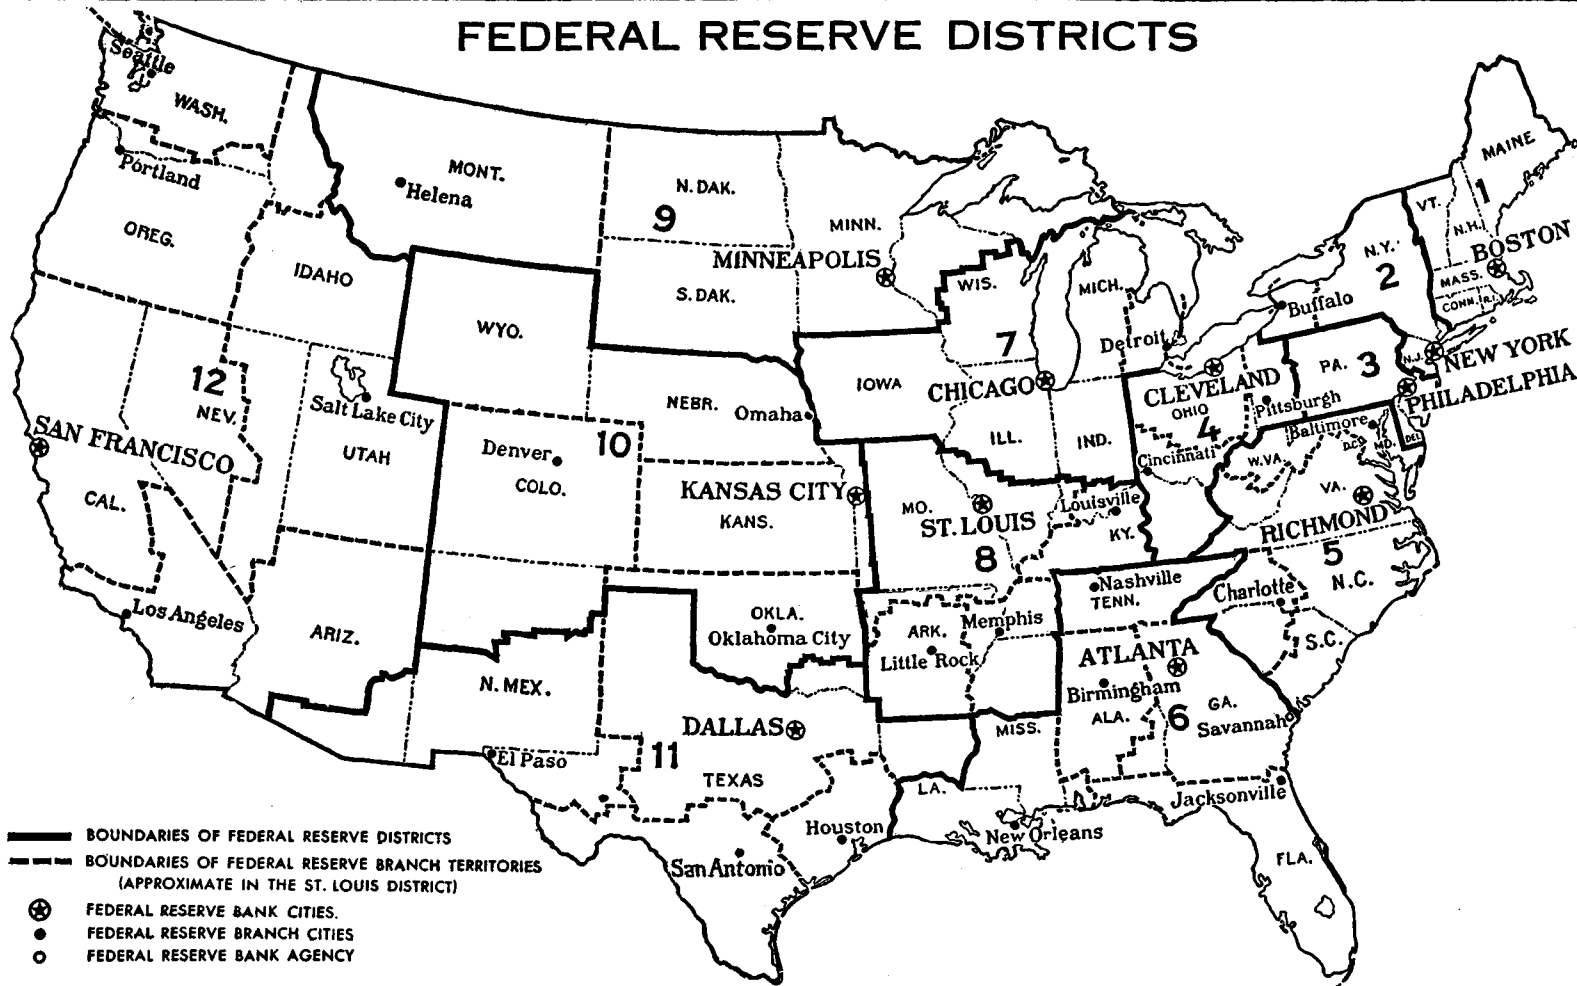 FEDERAL RESERVE DISTRICTS
Seattle
WASH.
Portland
OREG.
MONT.
Helena
IDAHO
N. DAK.
9
MINN.
MINNEAPOLIS
S. DAK.
WYO.
WIS.
MICH.
7
Detroit
IOWA
CHICAGO
ILL.
IND.
MAINE
VT.
1
N.H.
BOSTON
MASS.
CONN.
R.I.
N.Y.
2
Buffalo
NEW YORK
N.J.
PA.
3
PHILADELPHIA
CLEVELAND
OHIO
4
Pittsburgh
Cincinnati
Baltimore
D.C.
MD.
DEL.
W.VA.
VA.
RICHMOND
5
N.C.
Charlotte
S.C.
12
NEV.
SAN FRANCISCO
CAL.
Los Angeles
Salt Lake City
UTAH
ARIZ.
NEBR.
Omaha
10
Denver
COLO.
KANSAS CITY
KANS.
MO.
ST. LOUIS
8
Louisville
KY.
Nashville
TENN.
Memphis
ARK.
Little Rock
OKLA.
Oklahoma City
N. MEX.
El Paso
DALLAS
11
TEXAS
Houston
San Antonio
LA.
New Orleans
MISS.
ATLANTA
Birmingham
ALA.
6
GA.
Savannah
Jacksonville
FLA.
BOUNDARIES OF FEDERAL RESERVE DISTRICTS
BOUNDARIES OF FEDERAL RESERVE BRANCH TERRITORIES
(APPROXIMATE IN THE ST. LOUIS DISTRICT)
FEDERAL RESERVE BANK CITIES.
FEDERAL RESERVE BRANCH CITIES
FEDERAL RESERVE BANK AGENCY